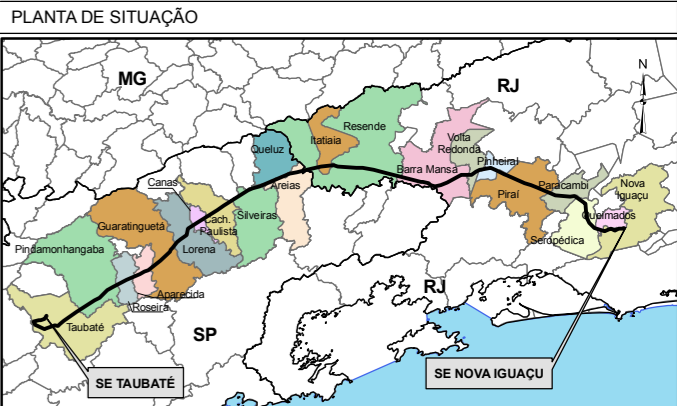 PLANTA DE SITUAÇÃO
MG
RJ
N
Resende
Itatiaia
Queluz
Volta
Redonda
Pinheiral
Barra Mansa
Areias
Canas
Cach.
Paulista
Silveiras
Guaratinguetá
Lorena
Pindamonhangaba
Aparecida
Roseira
Taubaté
Piraí
Paracambi
Nova
Iguaçu
Queimados
Seropédica
RJ
SP
SE TAUBATÉ
SE NOVA IGUAÇU